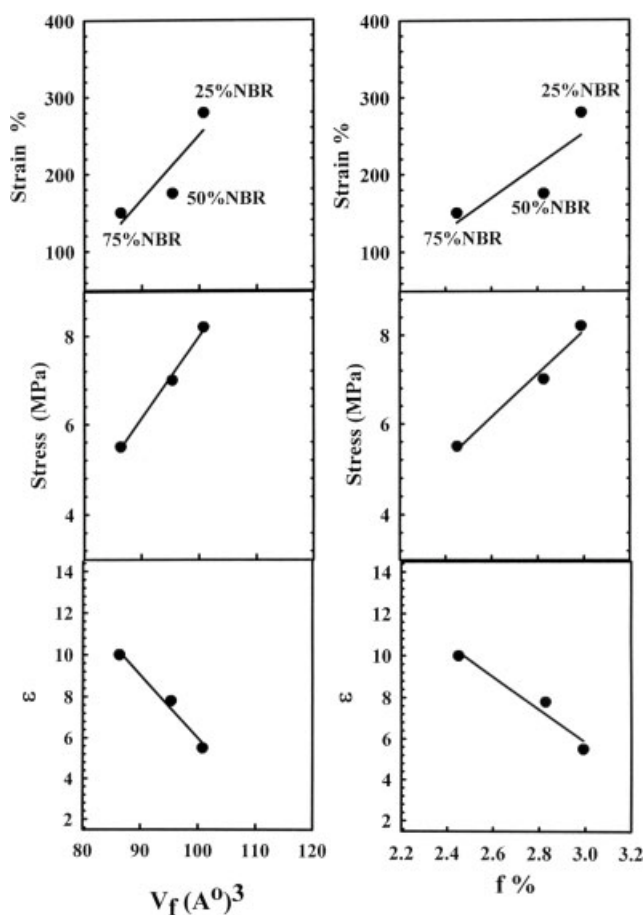 400
300
200
100
Strain %
25%NBR
50%NBR
75%NBR
400
300
200
100
Strain %
25%NBR
50%NBR
75%NBR
8
6
4
Stress (MPa)
8
6
4
Stress (MPa)
14
12
10
8
6
4
2
ε
80 90 100 110 120
V_f (A^o)^3
14
12
10
8
6
4
2
ε
2.2 2.4 2.6 2.8 3.0 3.2
f %